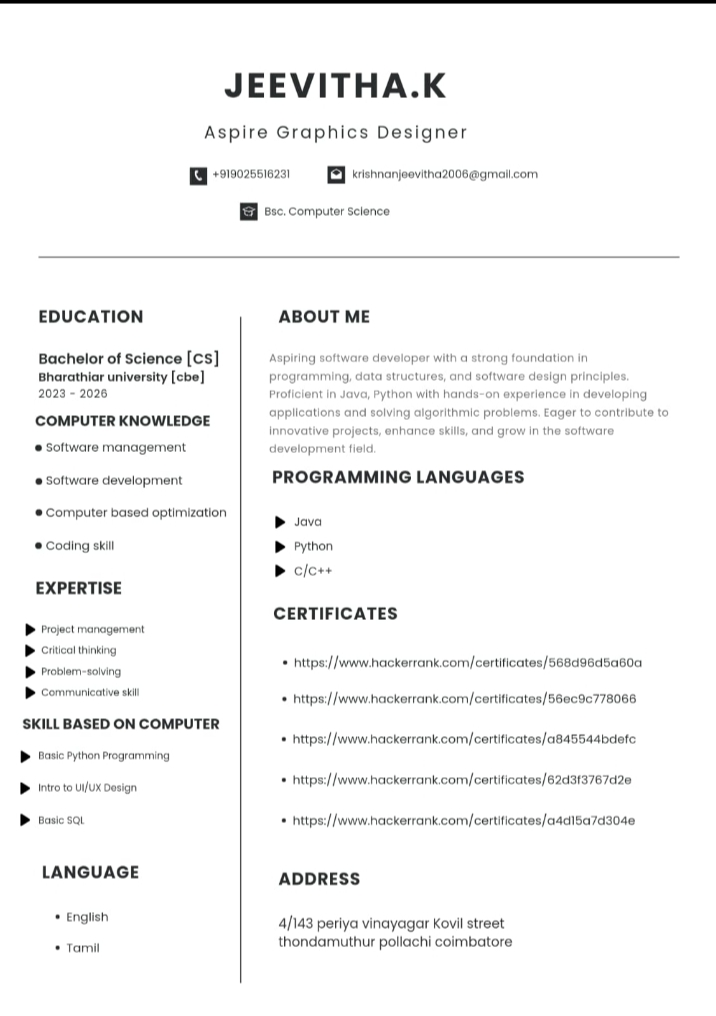 JEEVITHA.K
Aspire Graphics Designer
+919025516231
krishnanjeevitha2006@gmail.com
Bsc. Computer Science
EDUCATION
Bachelor of Science [CS]
Bharathiar university [cbe]
2023 - 2026
COMPUTER KNOWLEDGE
• Software management
• Software development
• Computer based optimization
• Coding skill
EXPERTISE
Project management
Critical thinking
Problem-solving
Communicative skill
SKILL BASED ON COMPUTER
Basic Python Programming
Intro to UI/UX Design
Basic SQL
LANGUAGE
• English
• Tamil
ABOUT ME
Aspiring software developer with a strong foundation in
programming, data structures, and software design principles.
Proficient in Java, Python with hands-on experience in developing
applications and solving algorithmic problems. Eager to contribute to
innovative projects, enhance skills, and grow in the software
development field.
PROGRAMMING LANGUAGES
Java
Python
C/C++
CERTIFICATES
• https://www.hackerrank.com/certificates/568d96d5a60a
• https://www.hackerrank.com/certificates/56ec9c778066
• https://www.hackerrank.com/certificates/a845544bdefc
• https://www.hackerrank.com/certificates/62d3f3767d2e
• https://www.hackerrank.com/certificates/a4d15a7d304e
ADDRESS
4/143 periya vinayagar Kovil street
thondamuthur pollachi coimbatore